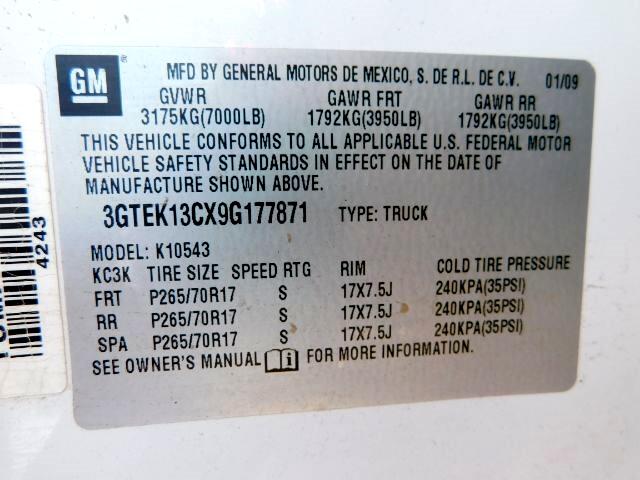 GM
MFD BY GENERAL MOTORS DE MEXICO, S. DE R.L. DE C.V. 01/09
GVWR GAWR FRT GAWR RR
3175KG(7000LB) 1792KG(3950LB) 1792KG(3950LB)
THIS VEHICLE CONFORMS TO ALL APPLICABLE U.S. FEDERAL MOTOR
VEHICLE SAFETY STANDARDS IN EFFECT ON THE DATE OF
MANUFACTURE SHOWN ABOVE.
3GTEK13CX9G177871 TYPE: TRUCK
MODEL: K10543
KC3K TIRE SIZE SPEED RTG RIM COLD TIRE PRESSURE
FRT P265/70R17 S 17X7.5J 240KPA(35PSI)
RR P265/70R17 S 17X7.5J 240KPA(35PSI)
SPA P265/70R17 S 17X7.5J 240KPA(35PSI)
SEE OWNER'S MANUAL FOR MORE INFORMATION.
4243